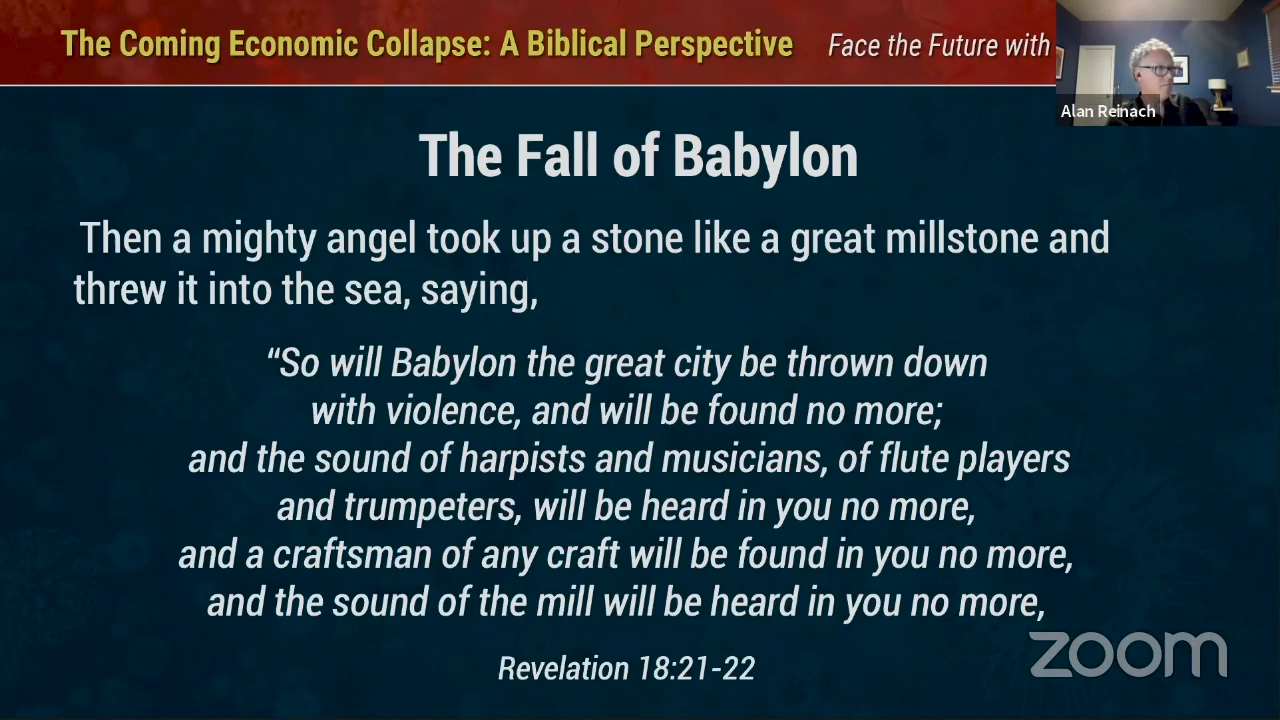 The Coming Economic Collapse: A Biblical Perspective Face the Future with
Alan Reinach
The Fall of Babylon
Then a mighty angel took up a stone like a great millstone and
threw it into the sea, saying,
“So will Babylon the great city be thrown down
with violence, and will be found no more;
and the sound of harpists and musicians, of flute players
and trumpeters, will be heard in you no more,
and a craftsman of any craft will be found in you no more,
and the sound of the mill will be heard in you no more,
Revelation 18:21-22
zoom